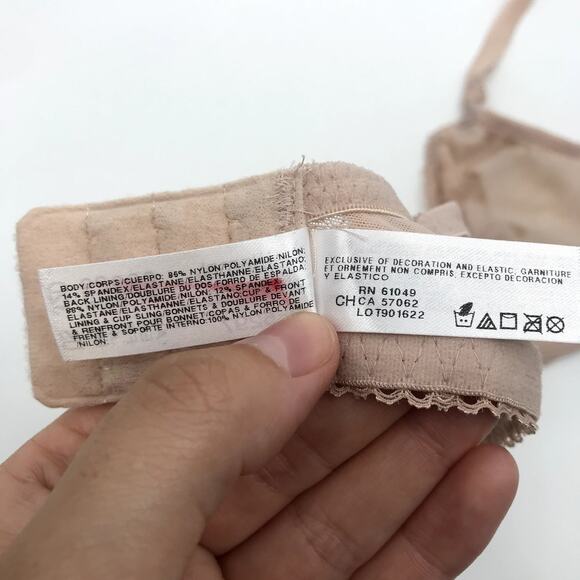 BODY/CORPS/CUERPO: 86% NYLON/POLYAMIDE/NILON;
14% SPANDEX/ELASTANE/ELASTHANNE/ELASTANO;
BACK LINING/DOUBLURE DU DOS/FORRO DE ESPALDA:
88% NYLON/POLYAMIDE/NILON; 12% SPANDEX/
ELASTANE/ELASTHANNE/ELASTANO; CUP & FRONT
LINING & CUP SLING/BONNETS & DOUBLURE DEVANT
& RENFORT POUR BONNET/COPAS, & FORRO DE
FRENTE & SOPORTE INTERNO: 100% NYLON/POLYAMIDE
/NILON.
EXCLUSIVE OF DECORATION AND ELASTIC, GARNITURE
ET ORNEMENT NON COMPRIS, EXCEPTO DECORACION
Y ELASTICO
RN 61049
CH CA 57062
LOT901622